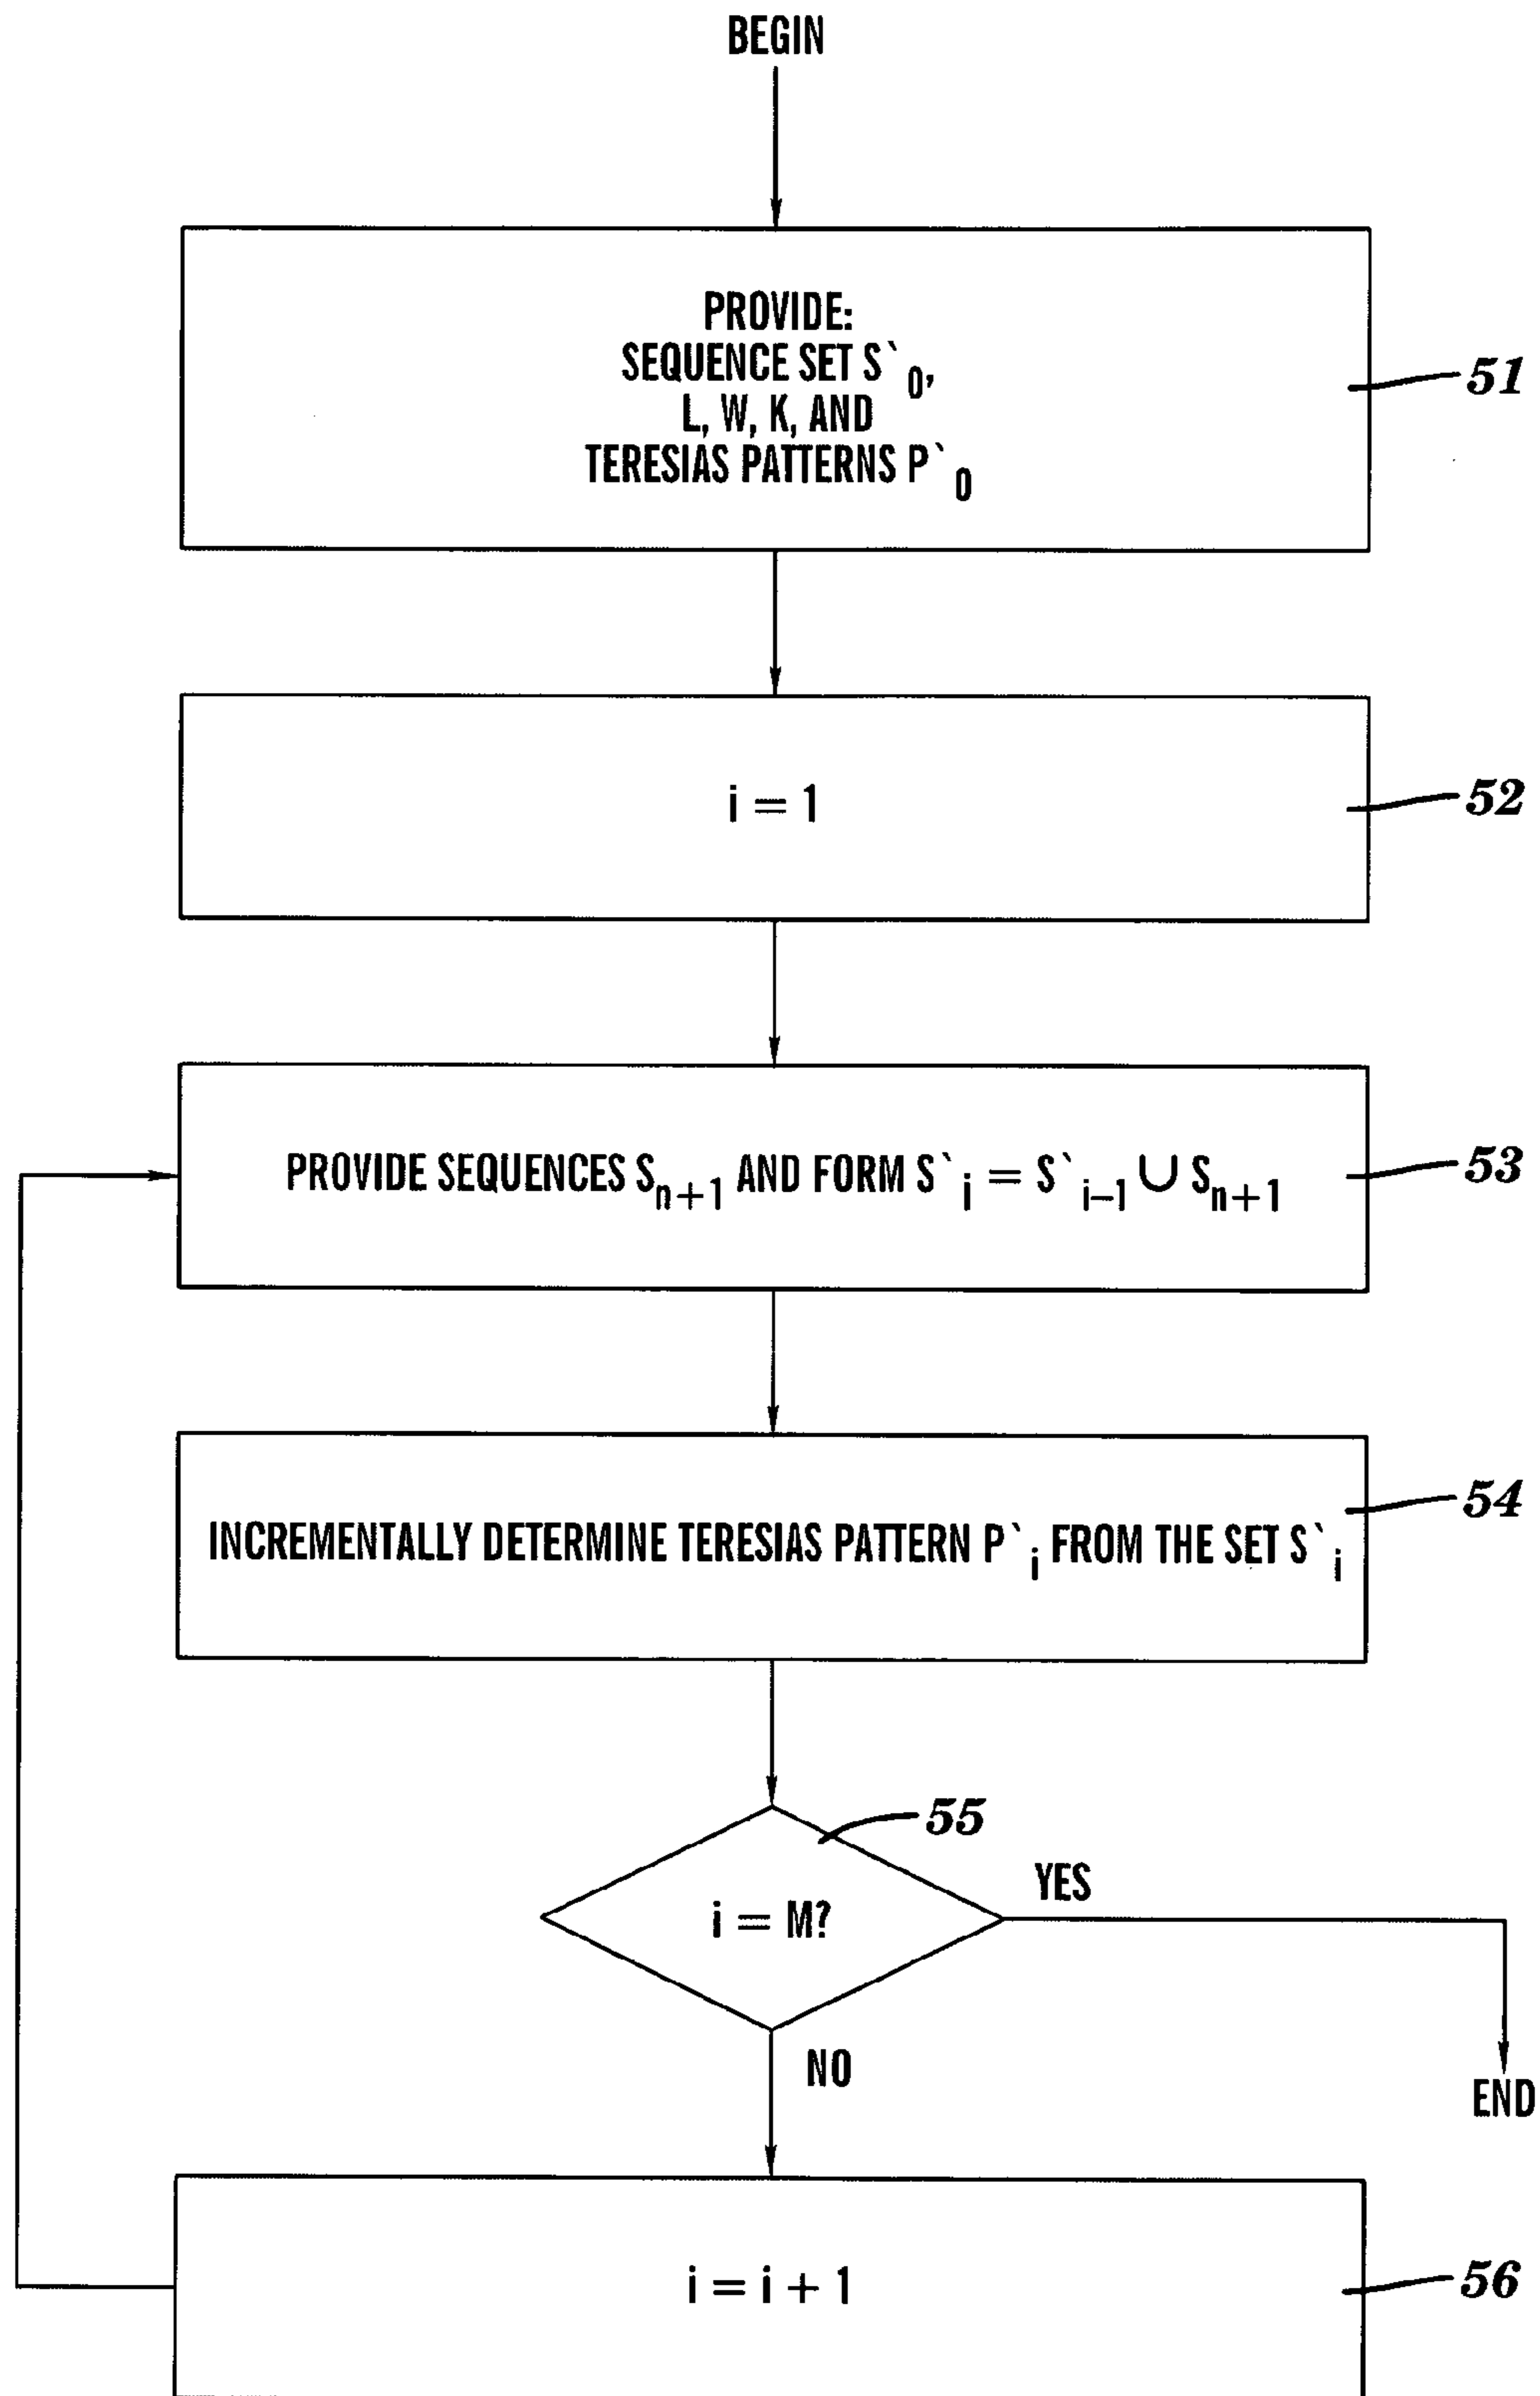 BEGIN
PROVIDE:
SEQUENCE SET S`0,
L, W, K, AND
TERESIAS PATTERNS P`0
51
i = 1
52
PROVIDE SEQUENCES Sn+1 AND FORM S`i = S`i–1 ∪ Sn+1
53
INCREMENTALLY DETERMINE TERESIAS PATTERN P`i FROM THE SET S`i
54
55
i = M?
YES
NO
END
i = i + 1
56